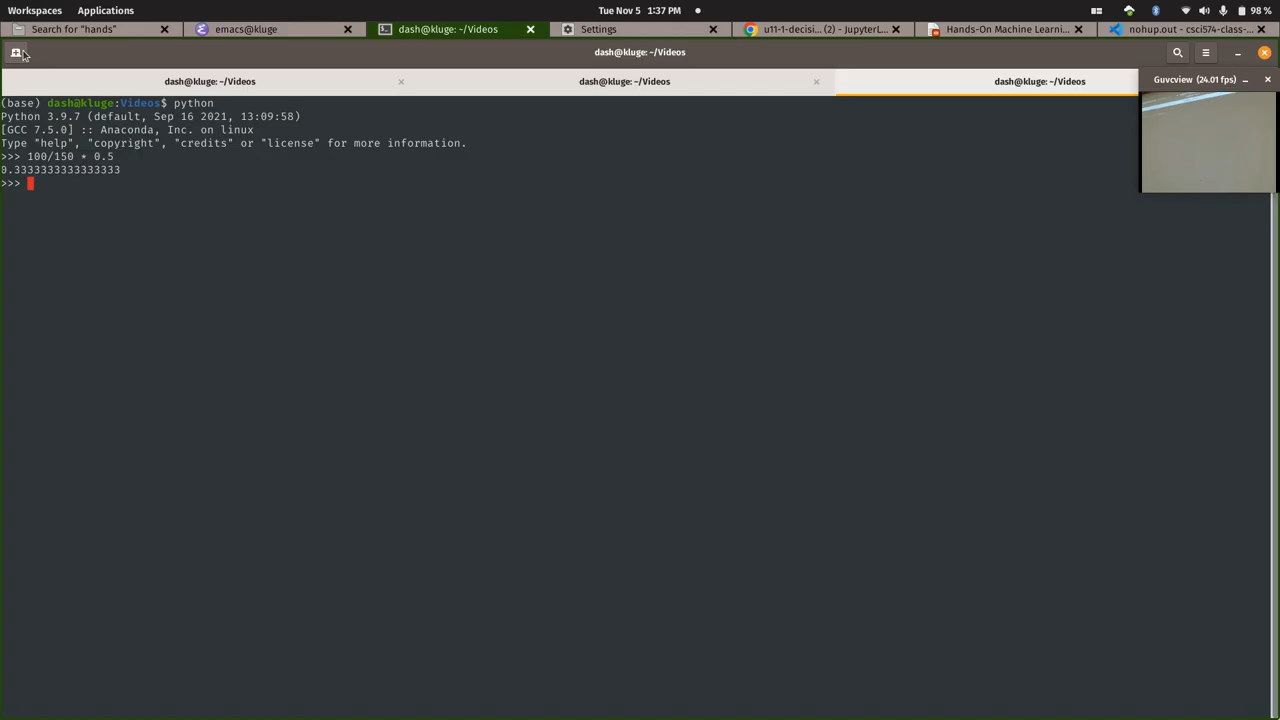 Workspaces Applications Tue Nov 5 1:37 PM 98 %
Search for "hands" emacs@kluge dash@kluge: ~/Videos Settings u11-1-decisi... (2) - JupyterL... Hands-On Machine Learni... nohup.out - csci574-class-...
dash@kluge: ~/Videos
dash@kluge: ~/Videos dash@kluge: ~/Videos dash@kluge: ~/Videos Guvcview (24.01 fps)
(base) dash@kluge:Videos$ python
Python 3.9.7 (default, Sep 16 2021, 13:09:58)
[GCC 7.5.0] :: Anaconda, Inc. on linux
Type "help", "copyright", "credits" or "license" for more information.
>>> 100/150 * 0.5
0.3333333333333333
>>>